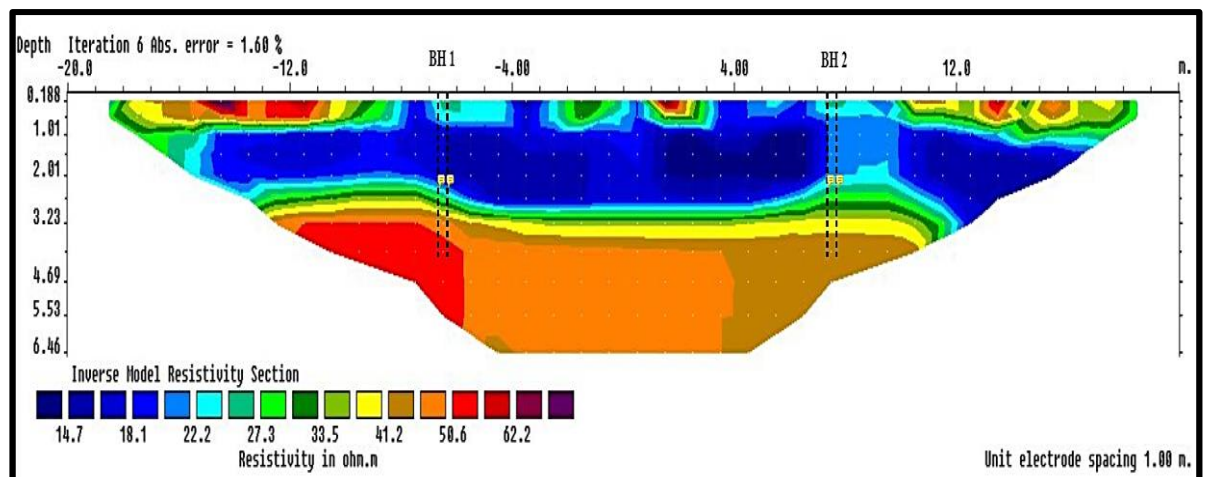 Depth Iteration 6 Abs. error = 1.60 %
-20.0 -12.0 BH 1 -4.00 4.00 BH 2 12.0 m.
0.188
1.01
2.01
3.23
4.69
5.53
6.46
Inverse Model Resistivity Section
14.7 18.1 22.2 27.3 33.5 41.2 50.6 62.2
Resistivity in ohm.m Unit electrode spacing 1.00 m.